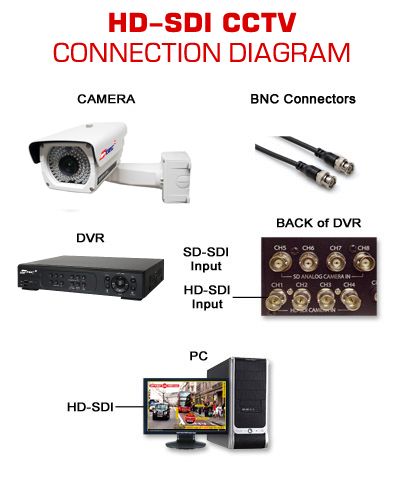 HD-SDI CCTV
CONNECTION DIAGRAM
CAMERA
BNC Connectors
DVR
BACK of DVR
SD-SDI
Input
HD-SDI
Input
CH5 CH6 CH7 CH8
SD ANALOG CAMERA IN
CH1 CH2 CH3 CH4
HD-SDI CAMERA IN
PC
HD-SDI